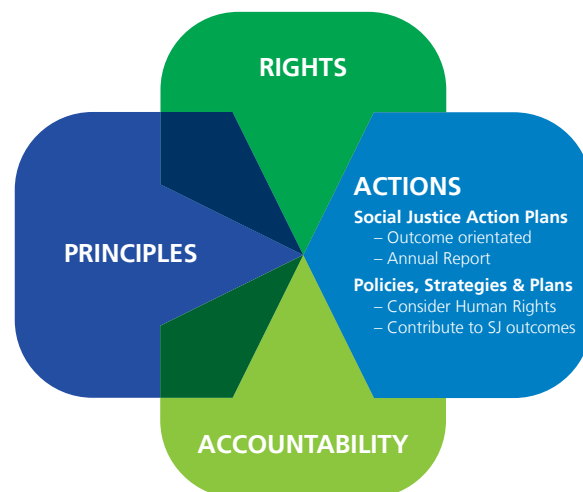 RIGHTS
PRINCIPLES
ACTIONS
Social Justice Action Plans
– Outcome orientated
– Annual Report
Policies, Strategies & Plans
– Consider Human Rights
– Contribute to SJ outcomes
ACCOUNTABILITY